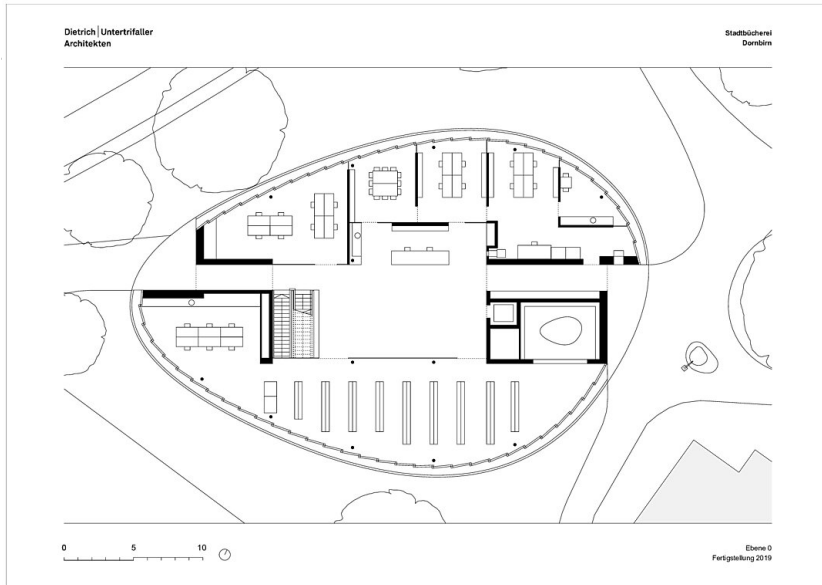 Dietrich|Untertrifaller
Architekten
Stadtbücherei
Dornbirn
0 5 10
Ebene 0
Fertigstellung 2019